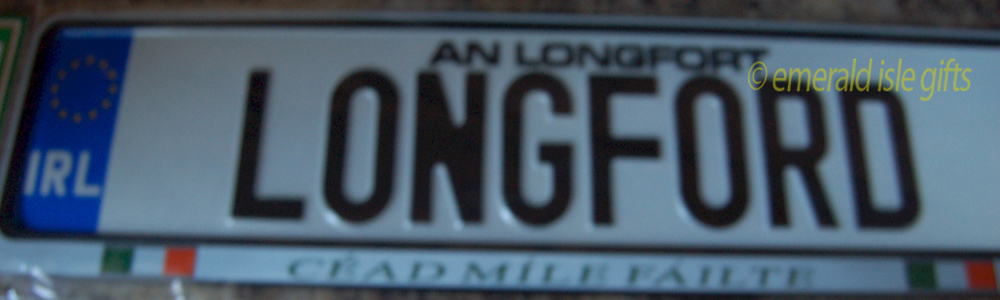 AN LONGFORT
© emerald isle gifts
IRL
LONGFORD
CÉAD MÍLE FÁILTE